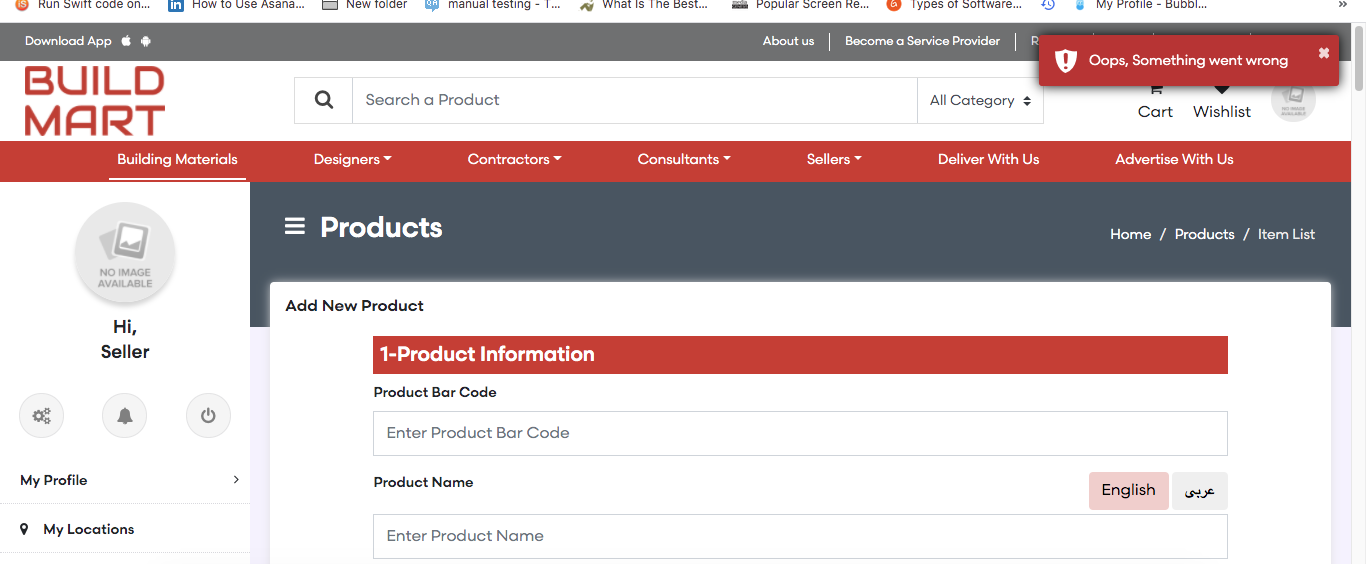 Run Swift code on... How to Use Asana... New folder manual testing - T... What Is The Best... Popular Screen Re... Types of Software... My Profile - Bubbl... »
Download App About us Become a Service Provider
Oops, Something went wrong ✖
BUILD
MART
Search a Product All Category
Cart Wishlist
NO IMAGE
AVAILABLE
Building Materials Designers Contractors Consultants Sellers Deliver With Us Advertise With Us
NO IMAGE
AVAILABLE
Hi,
Seller
My Profile
My Locations
Products
Home / Products / Item List
Add New Product
1-Product Information
Product Bar Code
Enter Product Bar Code
Product Name
English عربى
Enter Product Name